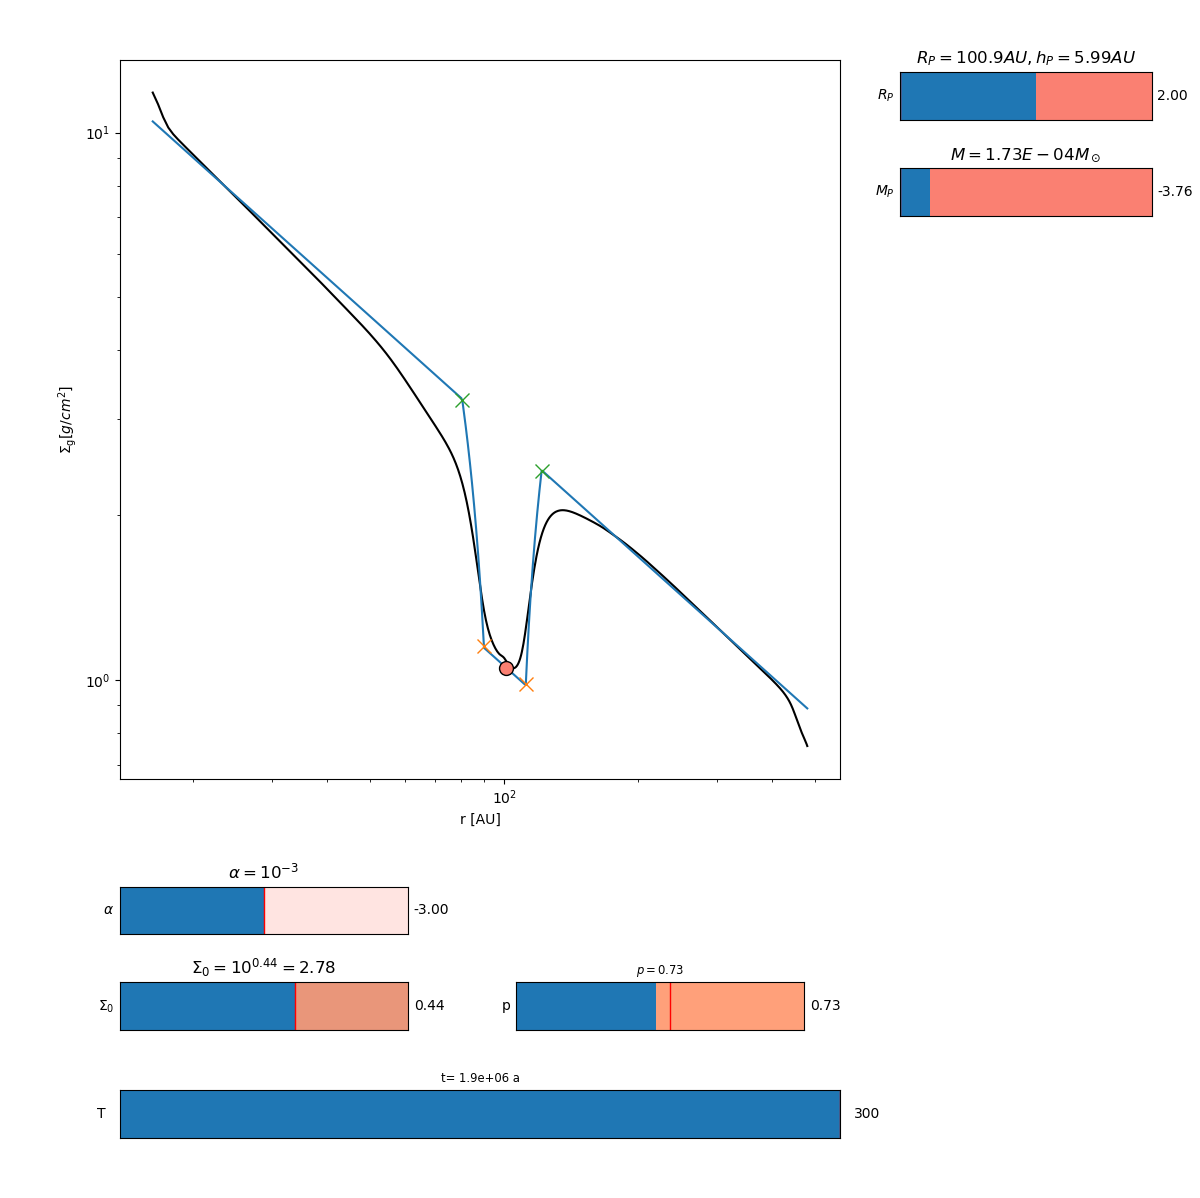 R_P = 100.9AU, h_P = 5.99AU
R_P 2.00
M = 1.73E − 04M_⊙
M_P -3.76
10^1
10^0
Σ_g[g/cm^2]
10^2
r [AU]
α = 10^{−3}
α -3.00
Σ_0 = 10^{0.44} = 2.78
Σ_0 0.44
p = 0.73
p 0.73
t= 1.9e+06 a
T 300